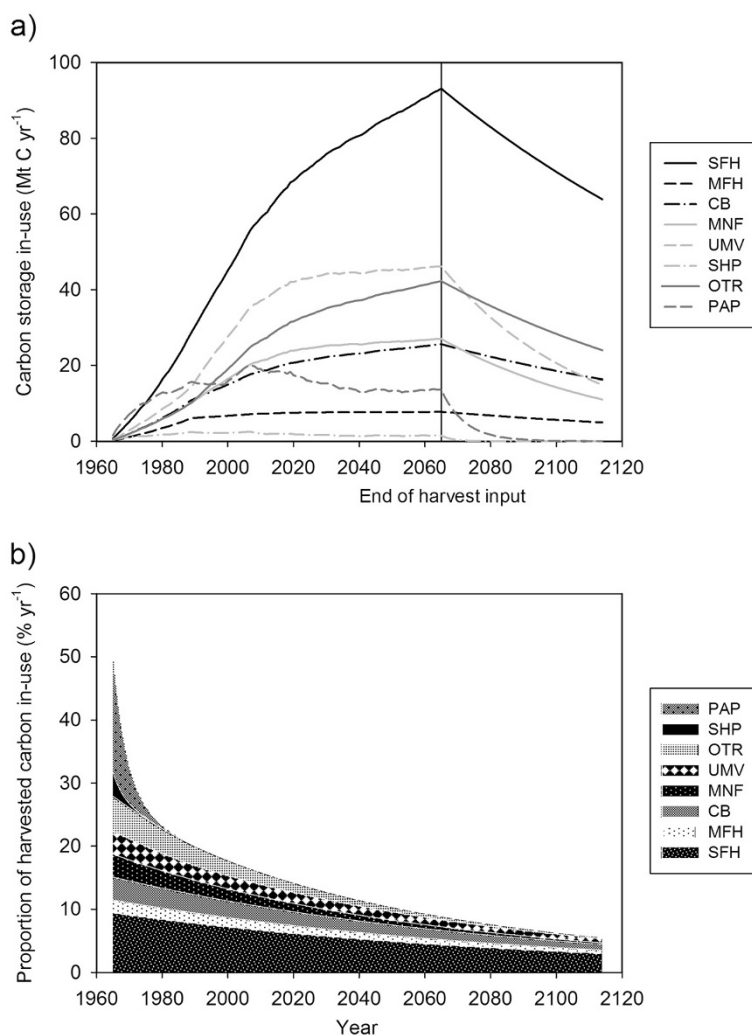 a)
Carbon storage in-use (Mt C yr⁻¹)
100
80
60
40
20
0
1960 1980 2000 2020 2040 2060 2080 2100 2120
End of harvest input
SFH
MFH
CB
MNF
UMV
SHP
OTR
PAP
b)
Proportion of harvested carbon in-use (% yr⁻¹)
60
50
40
30
20
10
0
1960 1980 2000 2020 2040 2060 2080 2100 2120
Year
PAP
SHP
OTR
UMV
MNF
CB
MFH
SFH